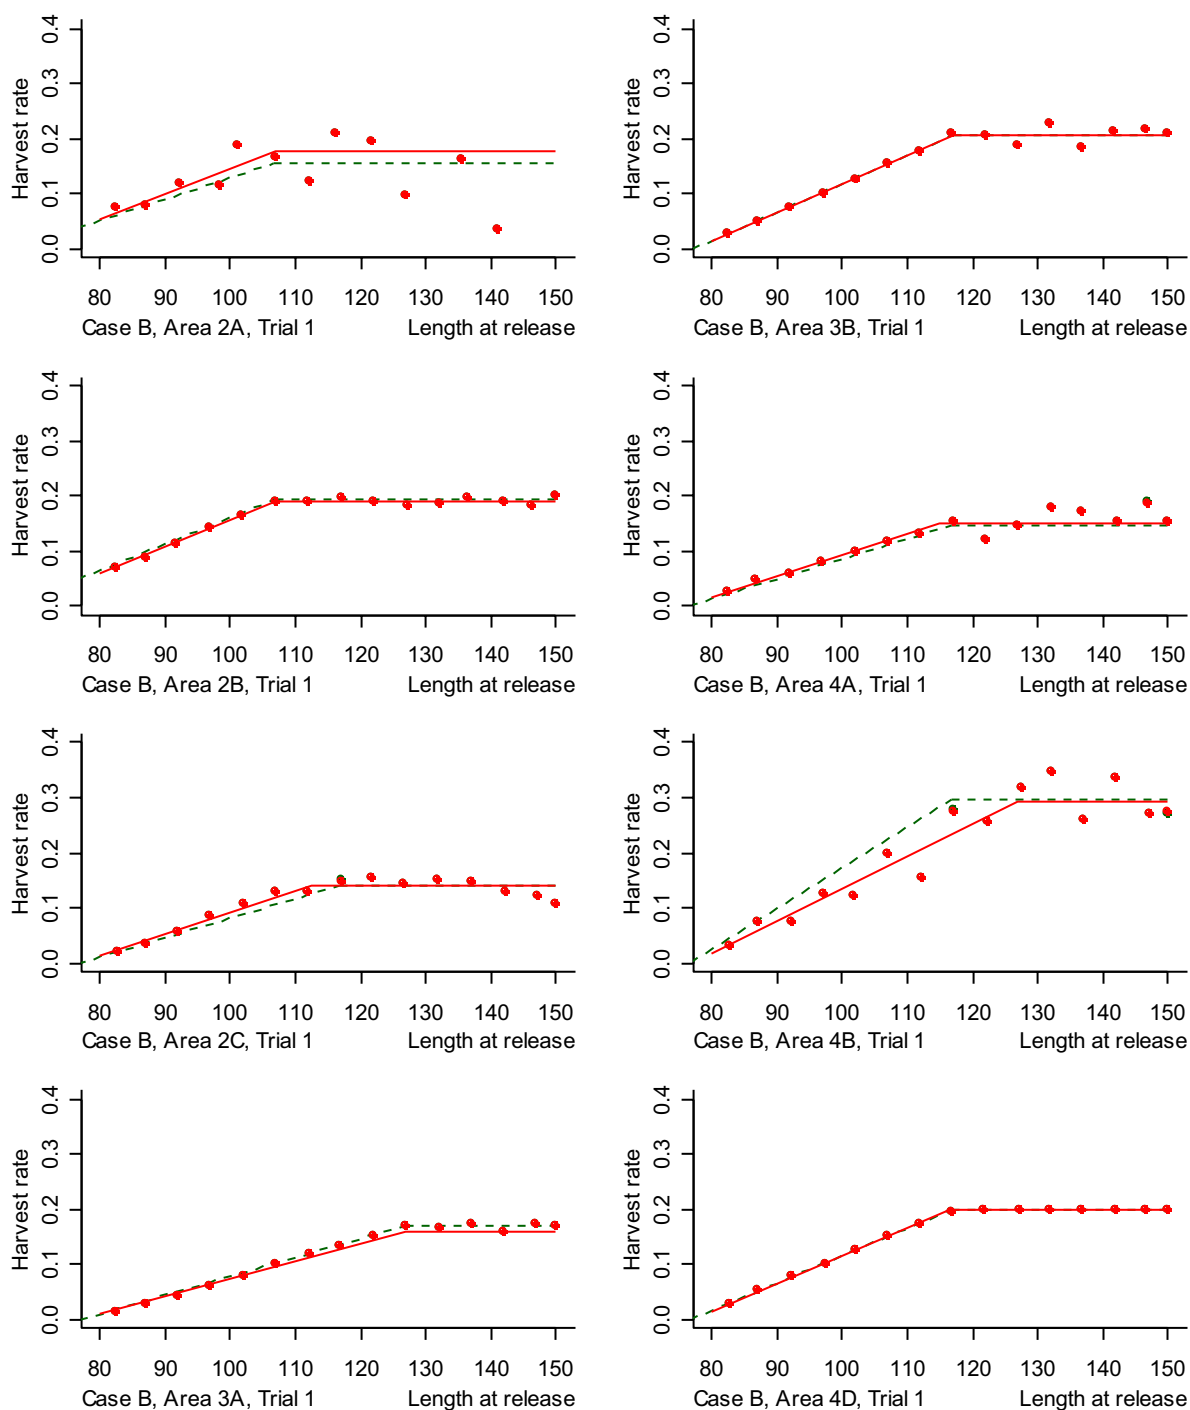 0.4
0.3
0.2
0.1
0.0
Harvest rate
80 90 100 110 120 130 140 150
Case B, Area 2A, Trial 1 Length at release
0.4
0.3
0.2
0.1
0.0
Harvest rate
80 90 100 110 120 130 140 150
Case B, Area 3B, Trial 1 Length at release
0.4
0.3
0.2
0.1
0.0
Harvest rate
80 90 100 110 120 130 140 150
Case B, Area 2B, Trial 1 Length at release
0.4
0.3
0.2
0.1
0.0
Harvest rate
80 90 100 110 120 130 140 150
Case B, Area 4A, Trial 1 Length at release
0.4
0.3
0.2
0.1
0.0
Harvest rate
80 90 100 110 120 130 140 150
Case B, Area 2C, Trial 1 Length at release
0.4
0.3
0.2
0.1
0.0
Harvest rate
80 90 100 110 120 130 140 150
Case B, Area 4B, Trial 1 Length at release
0.4
0.3
0.2
0.1
0.0
Harvest rate
80 90 100 110 120 130 140 150
Case B, Area 3A, Trial 1 Length at release
0.4
0.3
0.2
0.1
0.0
Harvest rate
80 90 100 110 120 130 140 150
Case B, Area 4D, Trial 1 Length at release